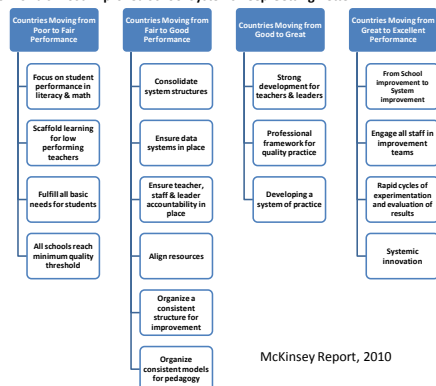 Countries Moving from
Poor to Fair
Performance
Focus on student
performance in
literacy & math
Scaffold learning
for low
performing
teachers
Fulfill all basic
needs for students
All schools reach
minimum quality
threshold
Countries Moving from
Fair to Good
Performance
Consolidate
system structures
Ensure data
systems in place
Ensure teacher,
staff & leader
accountability in
place
Align resources
Organize a
consistent
structure for
improvement
Organize
consistent models
for pedagogy
Countries Moving from
Good to Great
Strong
development for
teachers & leaders
Professional
framework for
quality practice
Developing a
system of practice
Countries Moving from
Great to Excellent
Performance
From School
improvement to
System
improvement
Engage all staff in
improvement
teams
Rapid cycles of
experimentation
and evaluation of
results
Systemic
innovation
McKinsey Report, 2010